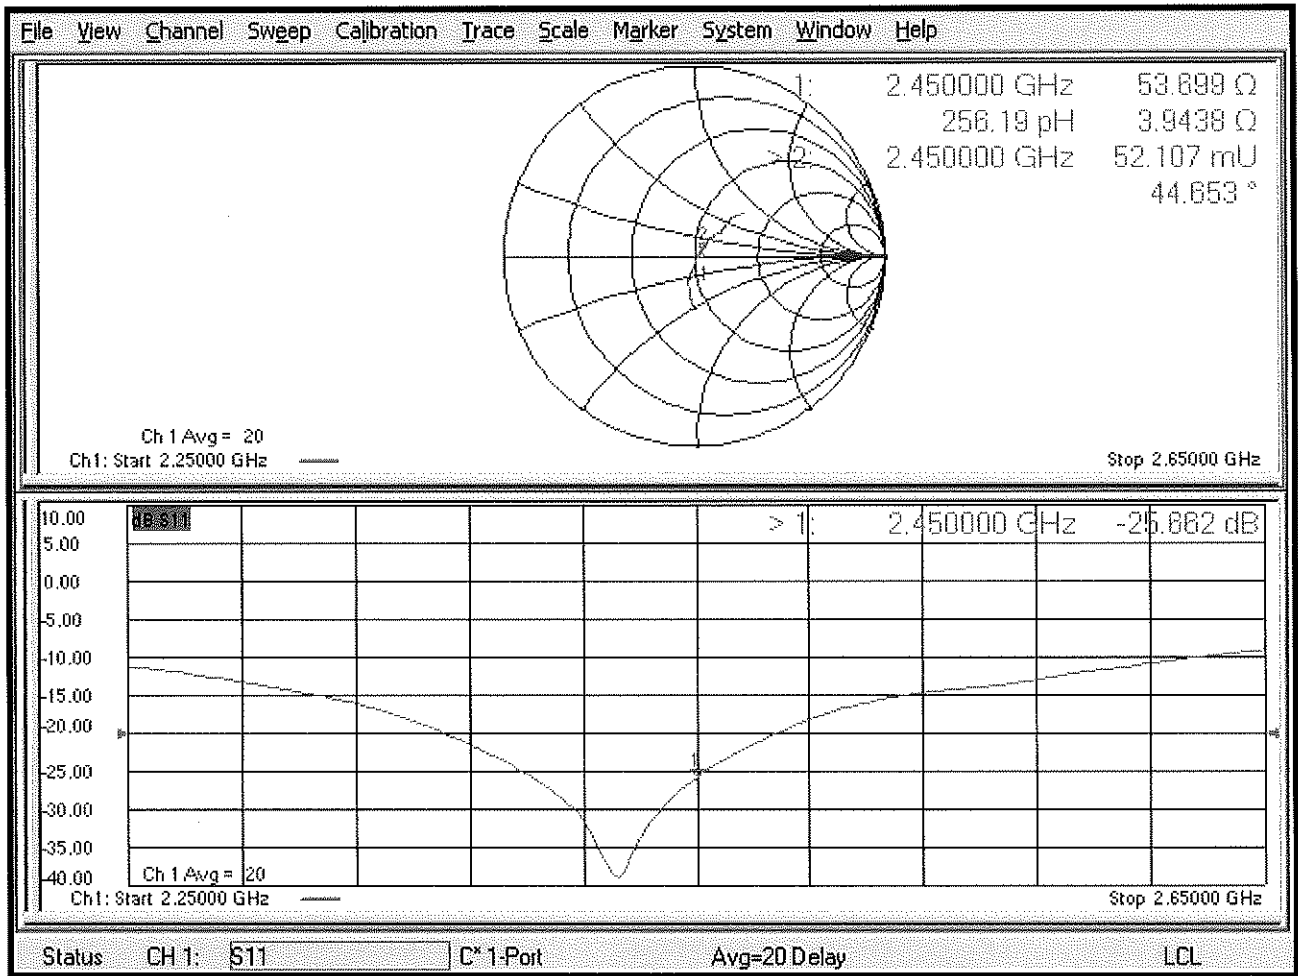 File View Channel Sweep Calibration Trace Scale Marker System Window Help
1: 2.450000 GHz 53.699 Ω
256.19 pH 3.9438 Ω
> 2: 2.450000 GHz 52.107 mU
44.653 °
Ch 1 Avg = 20
Ch1: Start 2.25000 GHz
Stop 2.65000 GHz
10.00
dB S11
> 1: 2.450000 GHz -25.662 dB
5.00
0.00
-5.00
-10.00
-15.00
-20.00
-25.00
1
-30.00
-35.00
-40.00
Ch 1 Avg = 20
Ch1: Start 2.25000 GHz
Stop 2.65000 GHz
Status CH 1: S11 C* 1-Port Avg=20 Delay LCL